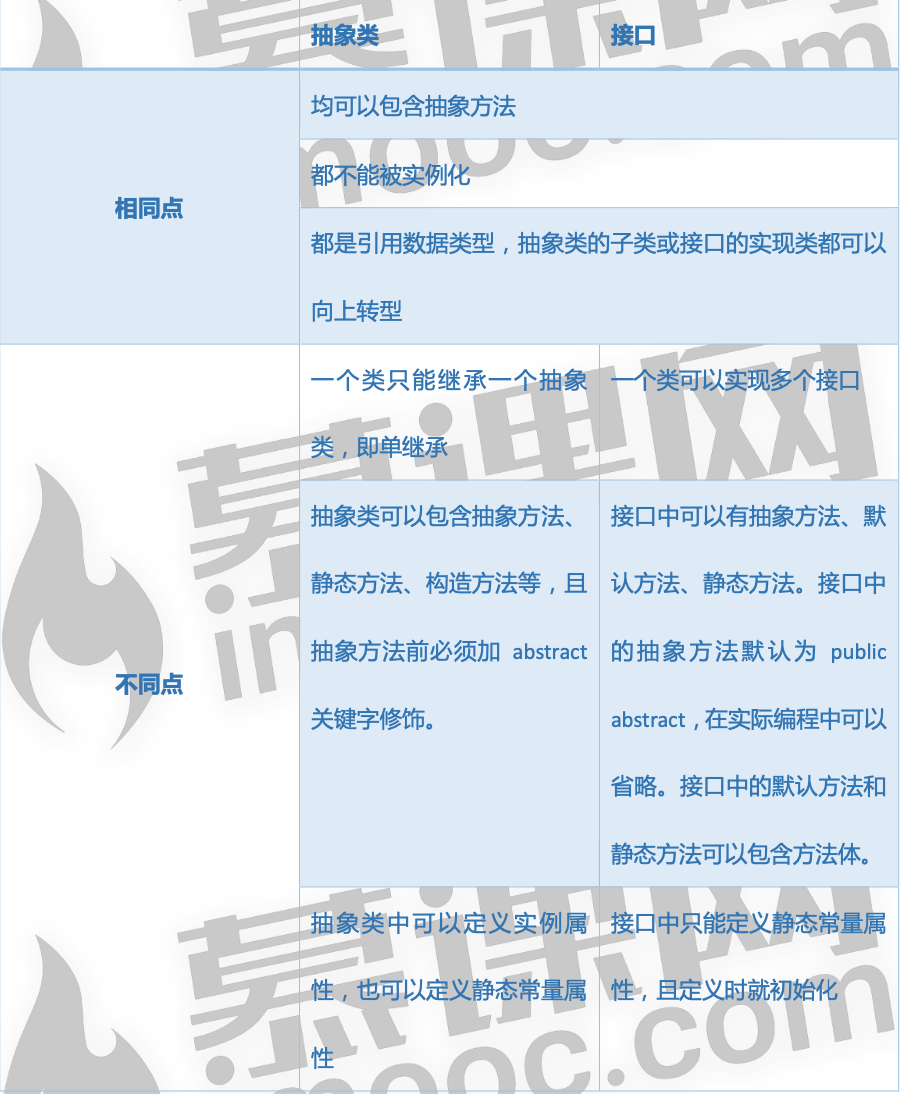 抽象类 接口
均可以包含抽象方法
都不能被实例化
相同点
都是引用数据类型，抽象类的子类或接口的实现类都可以
向上转型
一个类只能继承一个抽象
类，即单继承
一个类可以实现多个接口
不同点
抽象类可以包含抽象方法、
静态方法、构造方法等，且
抽象方法前必须加 abstract
关键字修饰。
接口中可以有抽象方法、默
认方法、静态方法。接口中
的抽象方法默认为 public
abstract，在实际编程中可以
省略。接口中的默认方法和
静态方法可以包含方法体。
抽象类中可以定义实例属
性，也可以定义静态常量属
性
接口中只能定义静态常量属
性，且定义时就初始化
慕课网
imooc.com